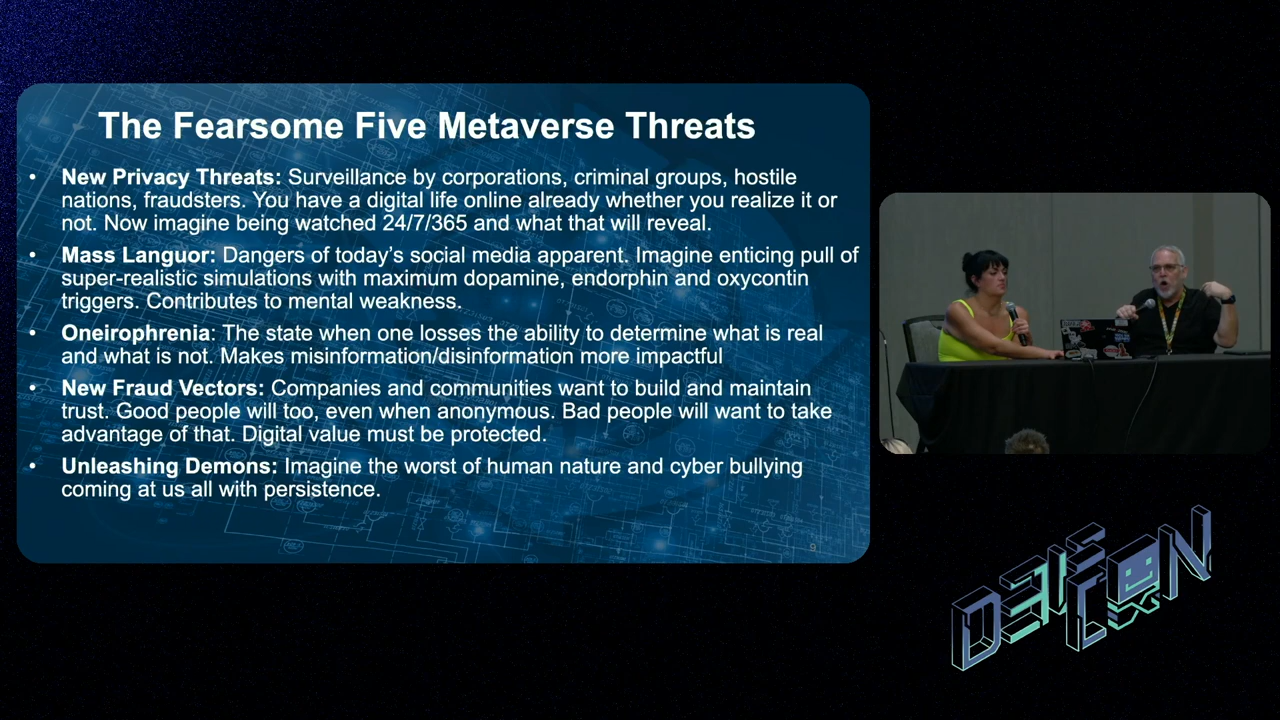 The Fearsome Five Metaverse Threats
• New Privacy Threats: Surveillance by corporations, criminal groups, hostile
nations, fraudsters. You have a digital life online already whether you realize it or
not. Now imagine being watched 24/7/365 and what that will reveal.
• Mass Languor: Dangers of today’s social media apparent. Imagine enticing pull of
super-realistic simulations with maximum dopamine, endorphin and oxycontin
triggers. Contributes to mental weakness.
• Oneirophrenia: The state when one losses the ability to determine what is real
and what is not. Makes misinformation/disinformation more impactful
• New Fraud Vectors: Companies and communities want to build and maintain
trust. Good people will too, even when anonymous. Bad people will want to take
advantage of that. Digital value must be protected.
• Unleashing Demons: Imagine the worst of human nature and cyber bullying
coming at us all with persistence.
9
DEF CON